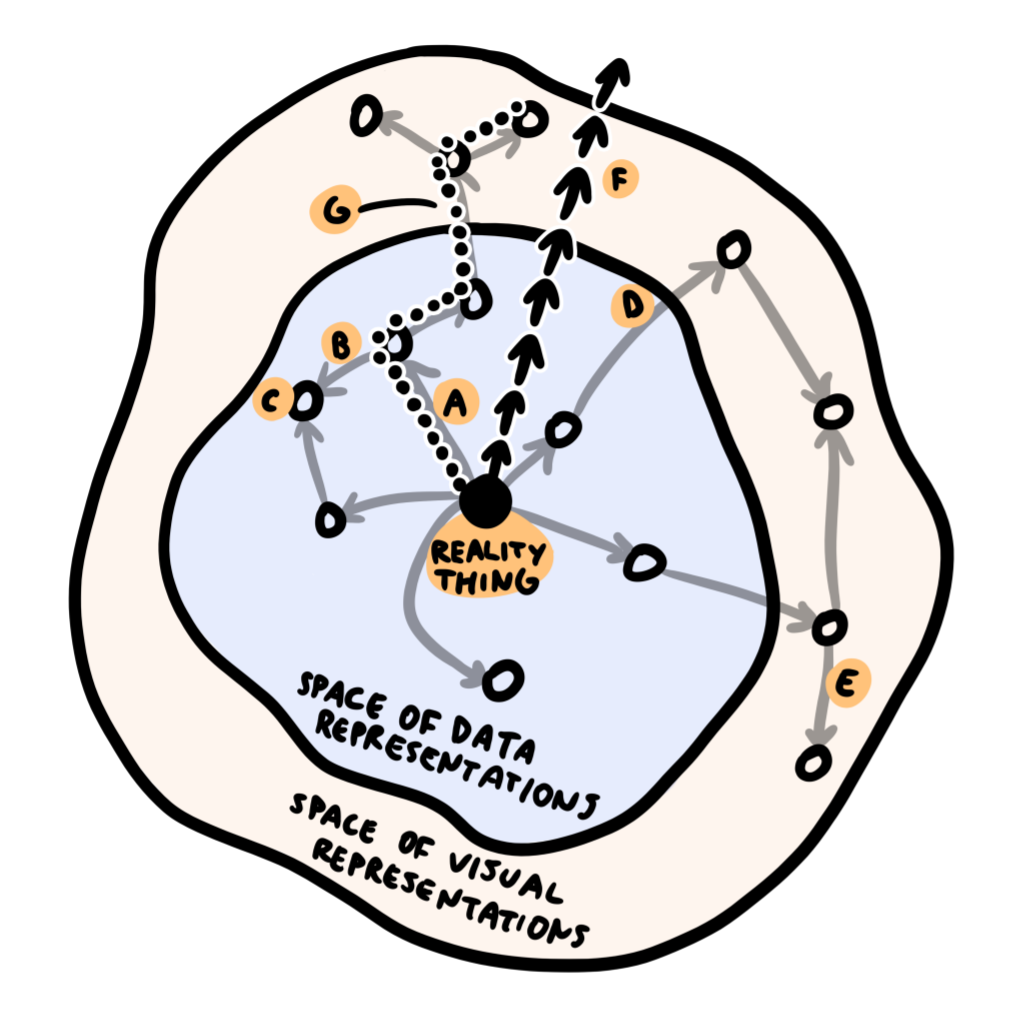 F
G
D
B
C
A
REALITY
THING
E
SPACE OF DATA
REPRESENTATIONS
SPACE OF VISUAL
REPRESENTATIONS